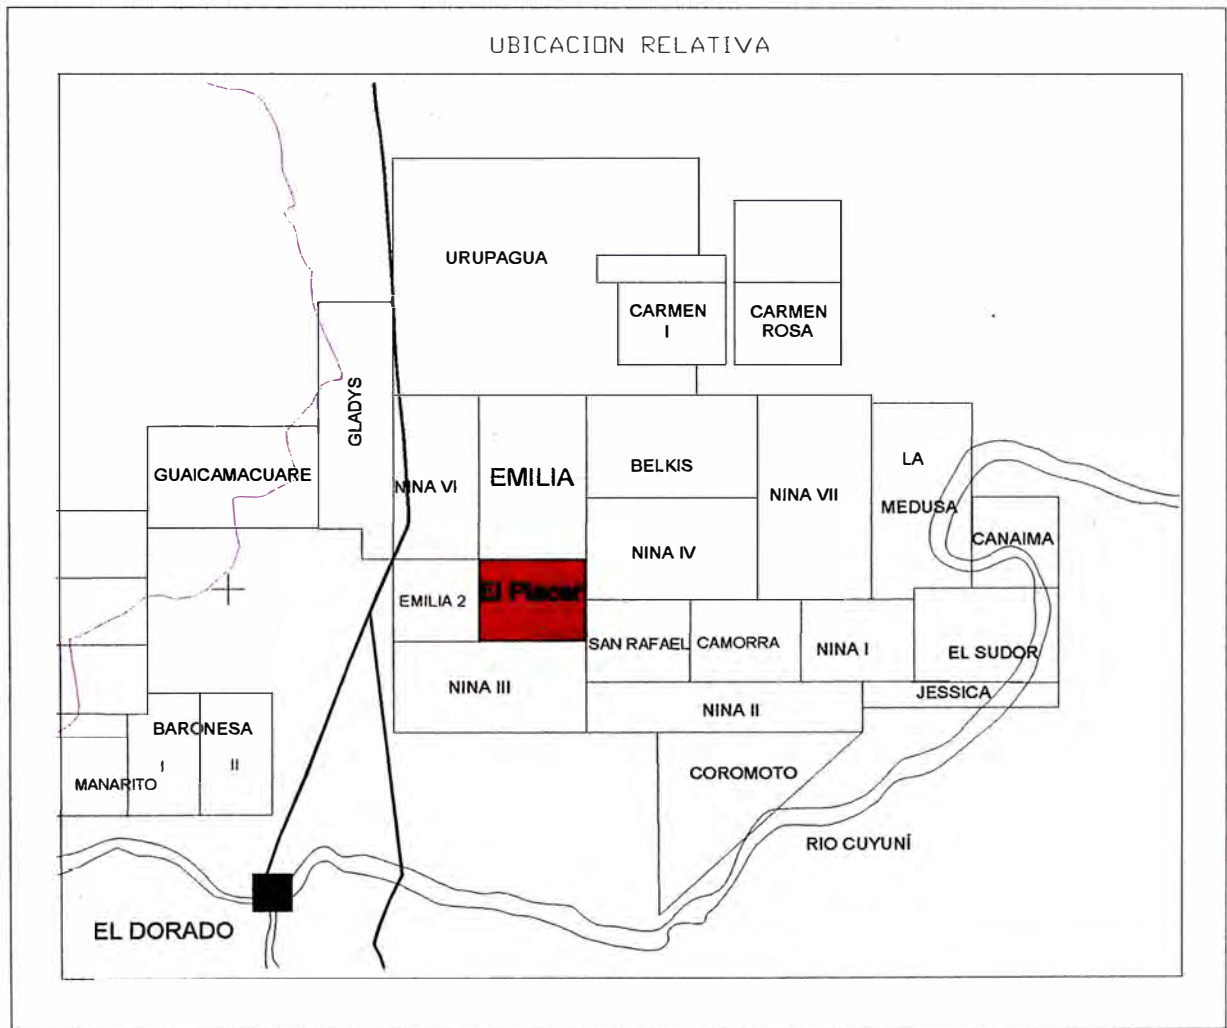 UBICACION RELATIVA
URUPAGUA
CARMEN
I
CARMEN
ROSA
GLADYS
GUAICAMACUARE
NINA VI
EMILIA
BELKIS
NINA VII
LA
MEDUSA
CANAIMA
NINA IV
EMILIA 2
El Placer
SAN RAFAEL
CAMORRA
NINA I
EL SUDOR
NINA III
NINA II
JESSICA
BARONESA
I
II
MANARITO
COROMOTO
RIO CUYUNÍ
EL DORADO